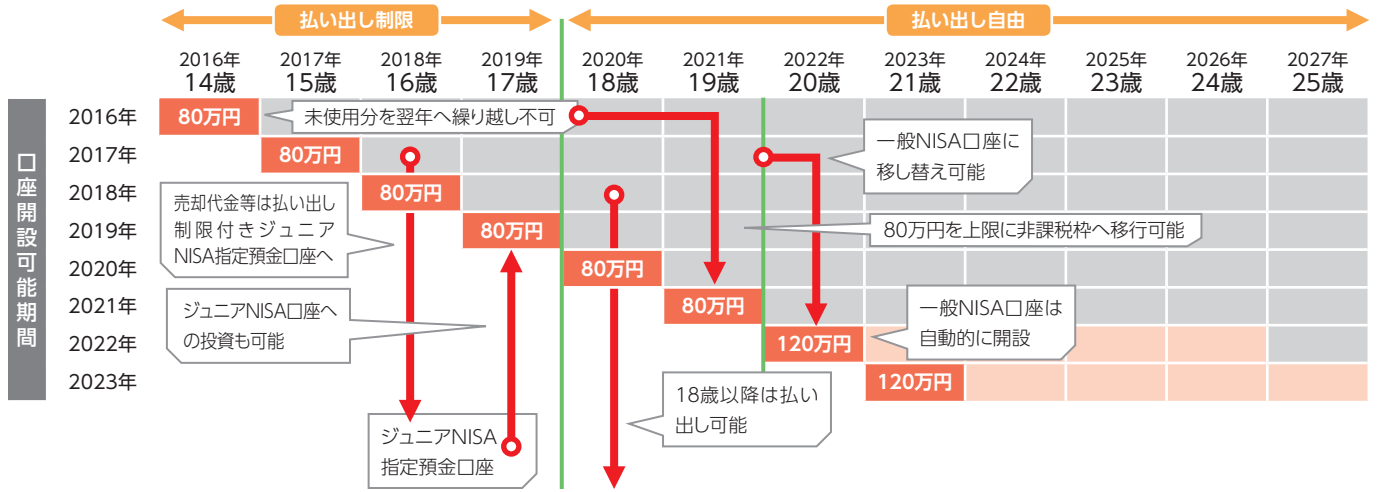 払い出し制限
払い出し自由
2016年 2017年 2018年 2019年 2020年 2021年 2022年 2023年 2024年 2025年 2026年 2027年
14歳 15歳 16歳 17歳 18歳 19歳 20歳 21歳 22歳 23歳 24歳 25歳
口座開設可能期間
2016年
80万円
未使用分を翌年へ繰り越し不可
2017年
80万円
一般NISA口座に
移し替え可能
2018年
80万円
売却代金等は払い出し
制限付きジュニア
NISA指定預金口座へ
2019年
80万円
80万円を上限に非課税枠へ移行可能
2020年
80万円
2021年
80万円
ジュニアNISA口座へ
の投資も可能
一般NISA口座は
自動的に開設
2022年
120万円
2023年
120万円
18歳以降は払い
出し可能
ジュニアNISA
指定預金口座